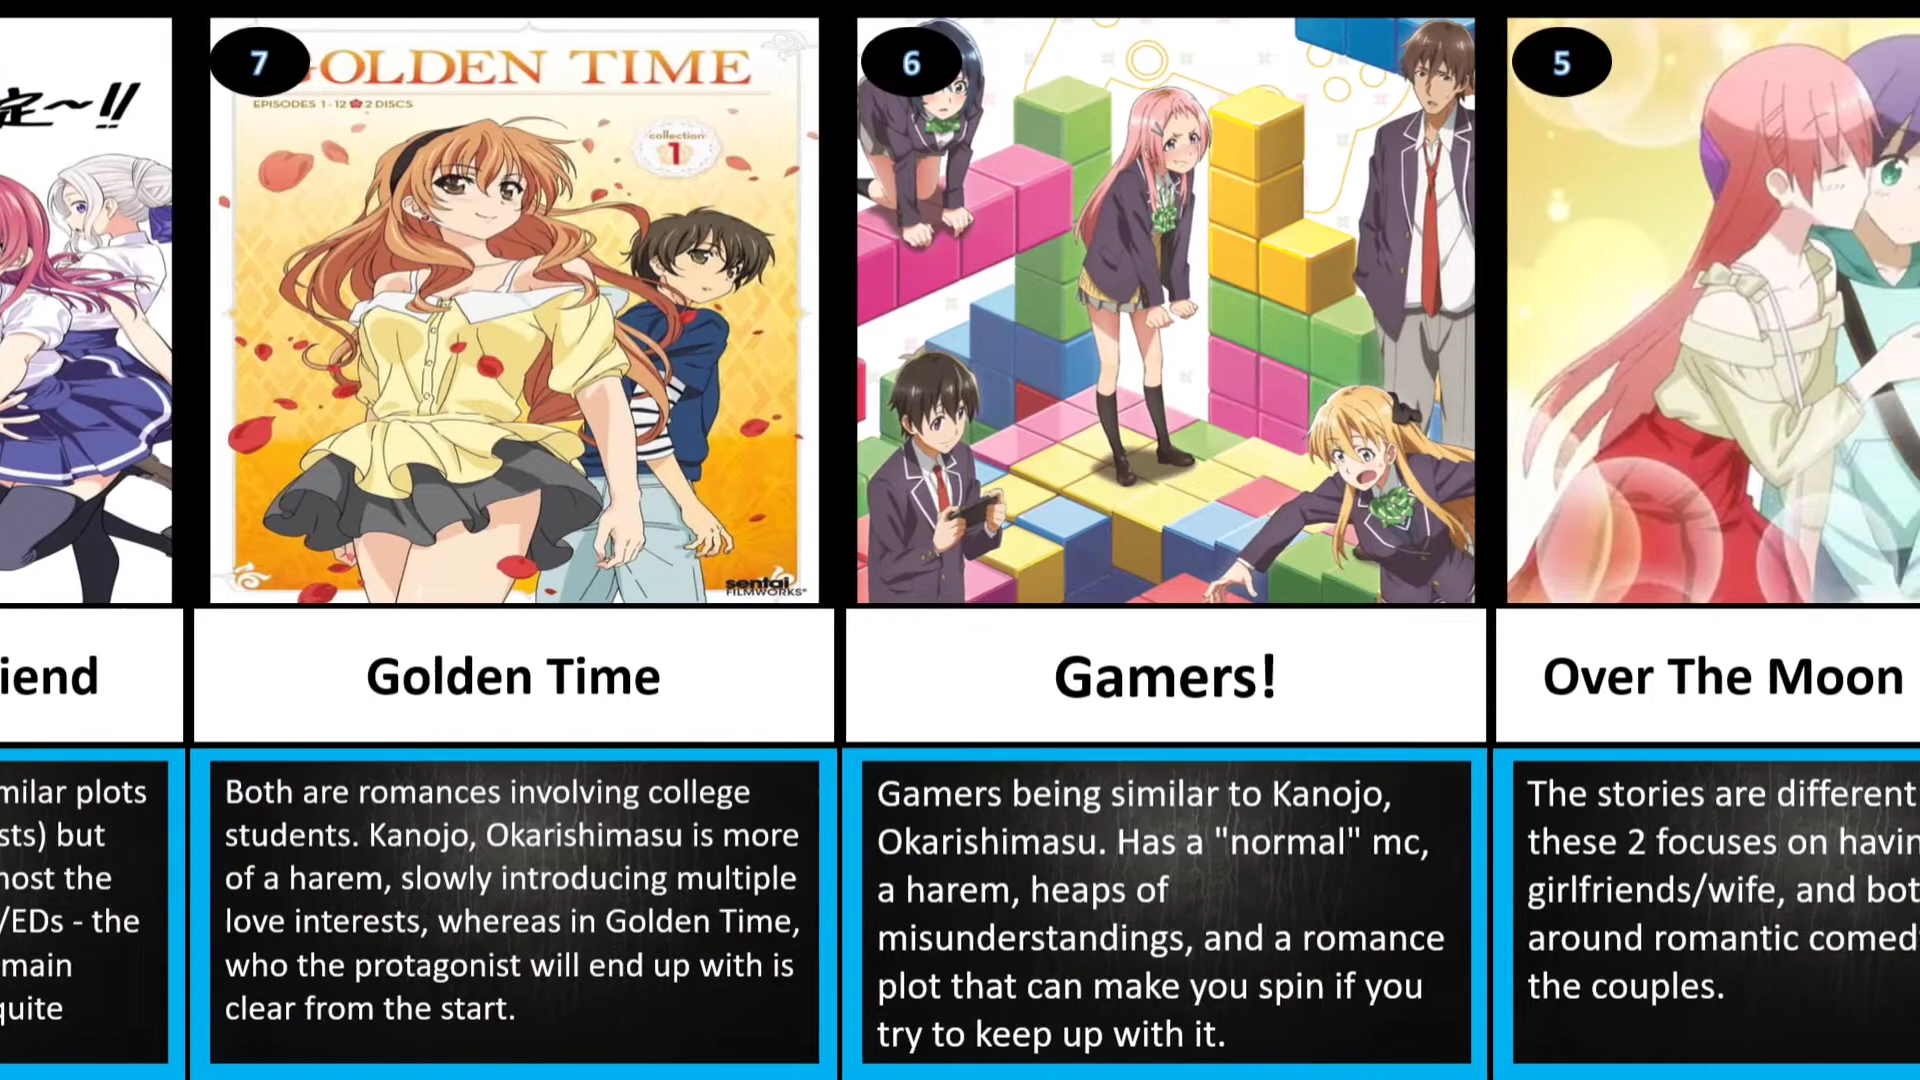 定～!!
iend
milar plots
sts) but
nost the
/EDs - the
main
quite
7
GOLDEN TIME
EPISODES 1-12 2 DISCS
collection
1
sentai
FILMWORKS
Golden Time
Both are romances involving college
students. Kanojo, Okarishimasu is more
of a harem, slowly introducing multiple
love interests, whereas in Golden Time,
who the protagonist will end up with is
clear from the start.
6
Gamers!
Gamers being similar to Kanojo,
Okarishimasu. Has a "normal" mc,
a harem, heaps of
misunderstandings, and a romance
plot that can make you spin if you
try to keep up with it.
5
Over The Moon
The stories are different
these 2 focuses on havin
girlfriends/wife, and bot
around romantic comed
the couples.